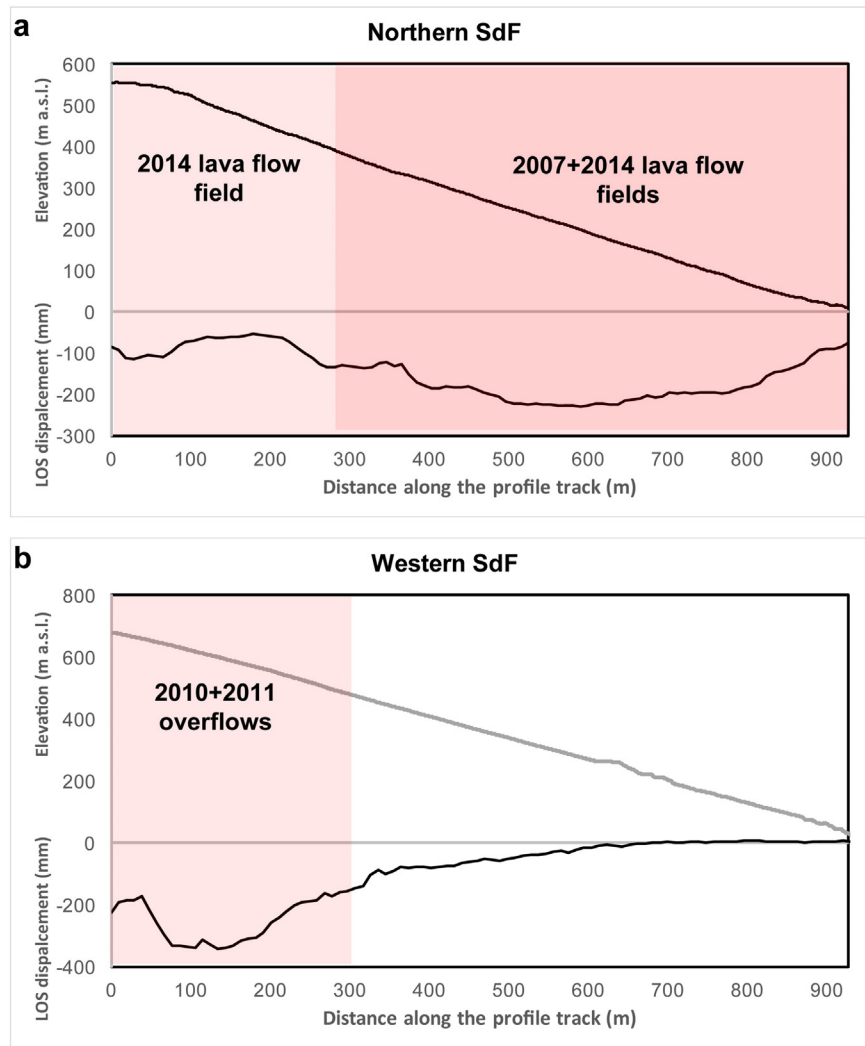 a
Northern SdF
Elevation (m a.s.l.)
600
500
400
300
200
100
0
2014 lava flow
field
2007+2014 lava flow
fields
LOS dispalcement (mm)
-100
-200
-300
0 100 200 300 400 500 600 700 800 900
Distance along the profile track (m)
b
Western SdF
Elevation (m a.s.l.)
800
600
400
200
0
2010+2011
overflows
LOS dispalcement (mm)
-200
-400
0 100 200 300 400 500 600 700 800 900
Distance along the profile track (m)